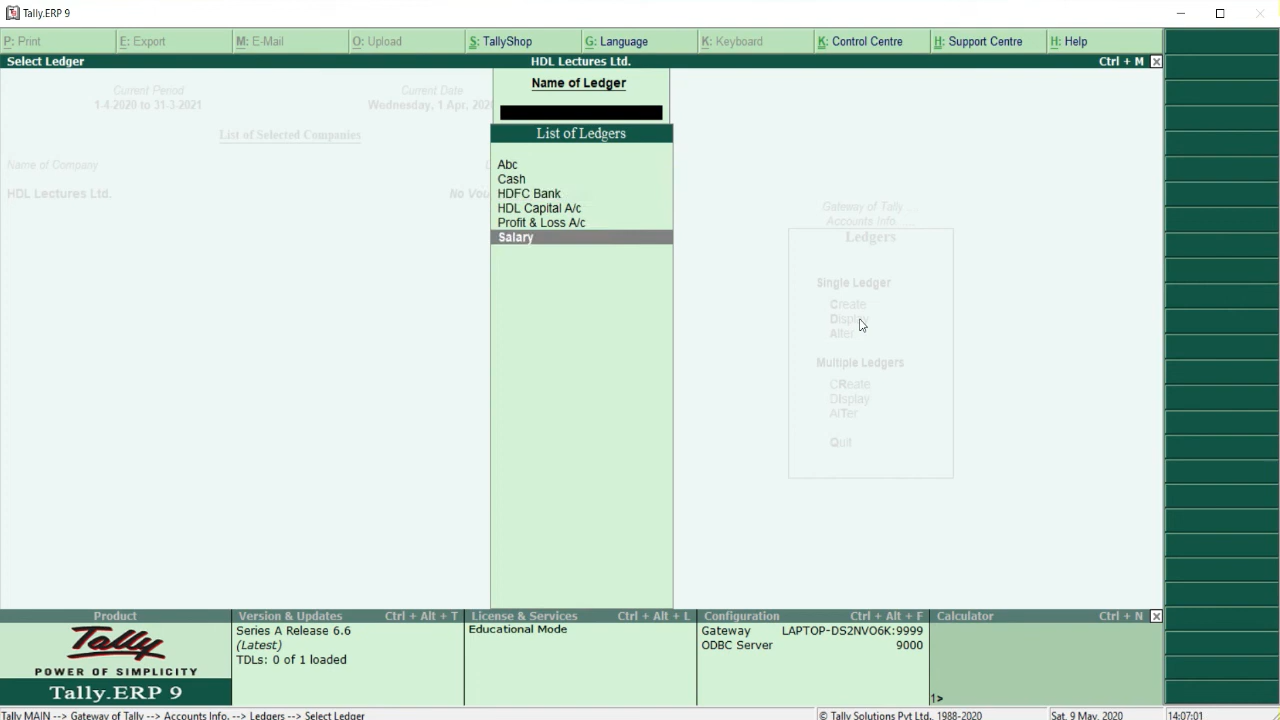 Tally.ERP 9
P: Print
E: Export
M: E-Mail
O: Upload
S: TallyShop
G: Language
K: Keyboard
K: Control Centre
H: Support Centre
H: Help
Select Ledger
HDL Lectures Ltd.
Ctrl + M
Current Period
1-4-2020 to 31-3-2021
Current Date
Wednesday, 1 Apr, 2020
List of Selected Companies
Name of Company
HDL Lectures Ltd.
No Vou
Name of Ledger
List of Ledgers
Abc
Cash
HDFC Bank
HDL Capital A/c
Profit & Loss A/c
Salary
Gateway of Tally ...
Accounts Info. ...
Ledgers
Single Ledger
Create
Display
Alter
Multiple Ledgers
CReate
DIsplay
AlTer
Quit
Product
Tally
POWER OF SIMPLICITY
Tally.ERP 9
Version & Updates
Ctrl + Alt + T
Series A Release 6.6
(Latest)
TDLs: 0 of 1 loaded
License & Services
Ctrl + Alt + L
Educational Mode
Configuration
Ctrl + Alt + F
Gateway
LAPTOP-DS2NVO6K:9999
ODBC Server
9000
Calculator
Ctrl + N
1>
Tally MAIN --> Gateway of Tally --> Accounts Info. --> Ledgers --> Select Ledger
© Tally Solutions Pvt Ltd., 1988-2020
Sat, 9 May, 2020
14:07:01